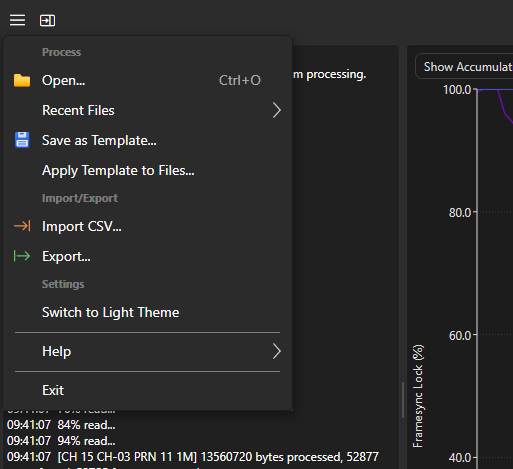 Process
Open... Ctrl+O
m processing.
Show Accumulat
Recent Files
100.0
Save as Template...
Apply Template to Files...
Import/Export
80.0
Import CSV...
Export...
Settings
Switch to Light Theme
60.0
Help
Framesync Lock (%)
Exit
09:41:07 84% read...
09:41:07 94% read...
09:41:07 [CH 15 CH-03 PRN 11 1M] 13560720 bytes processed, 52877
40.0